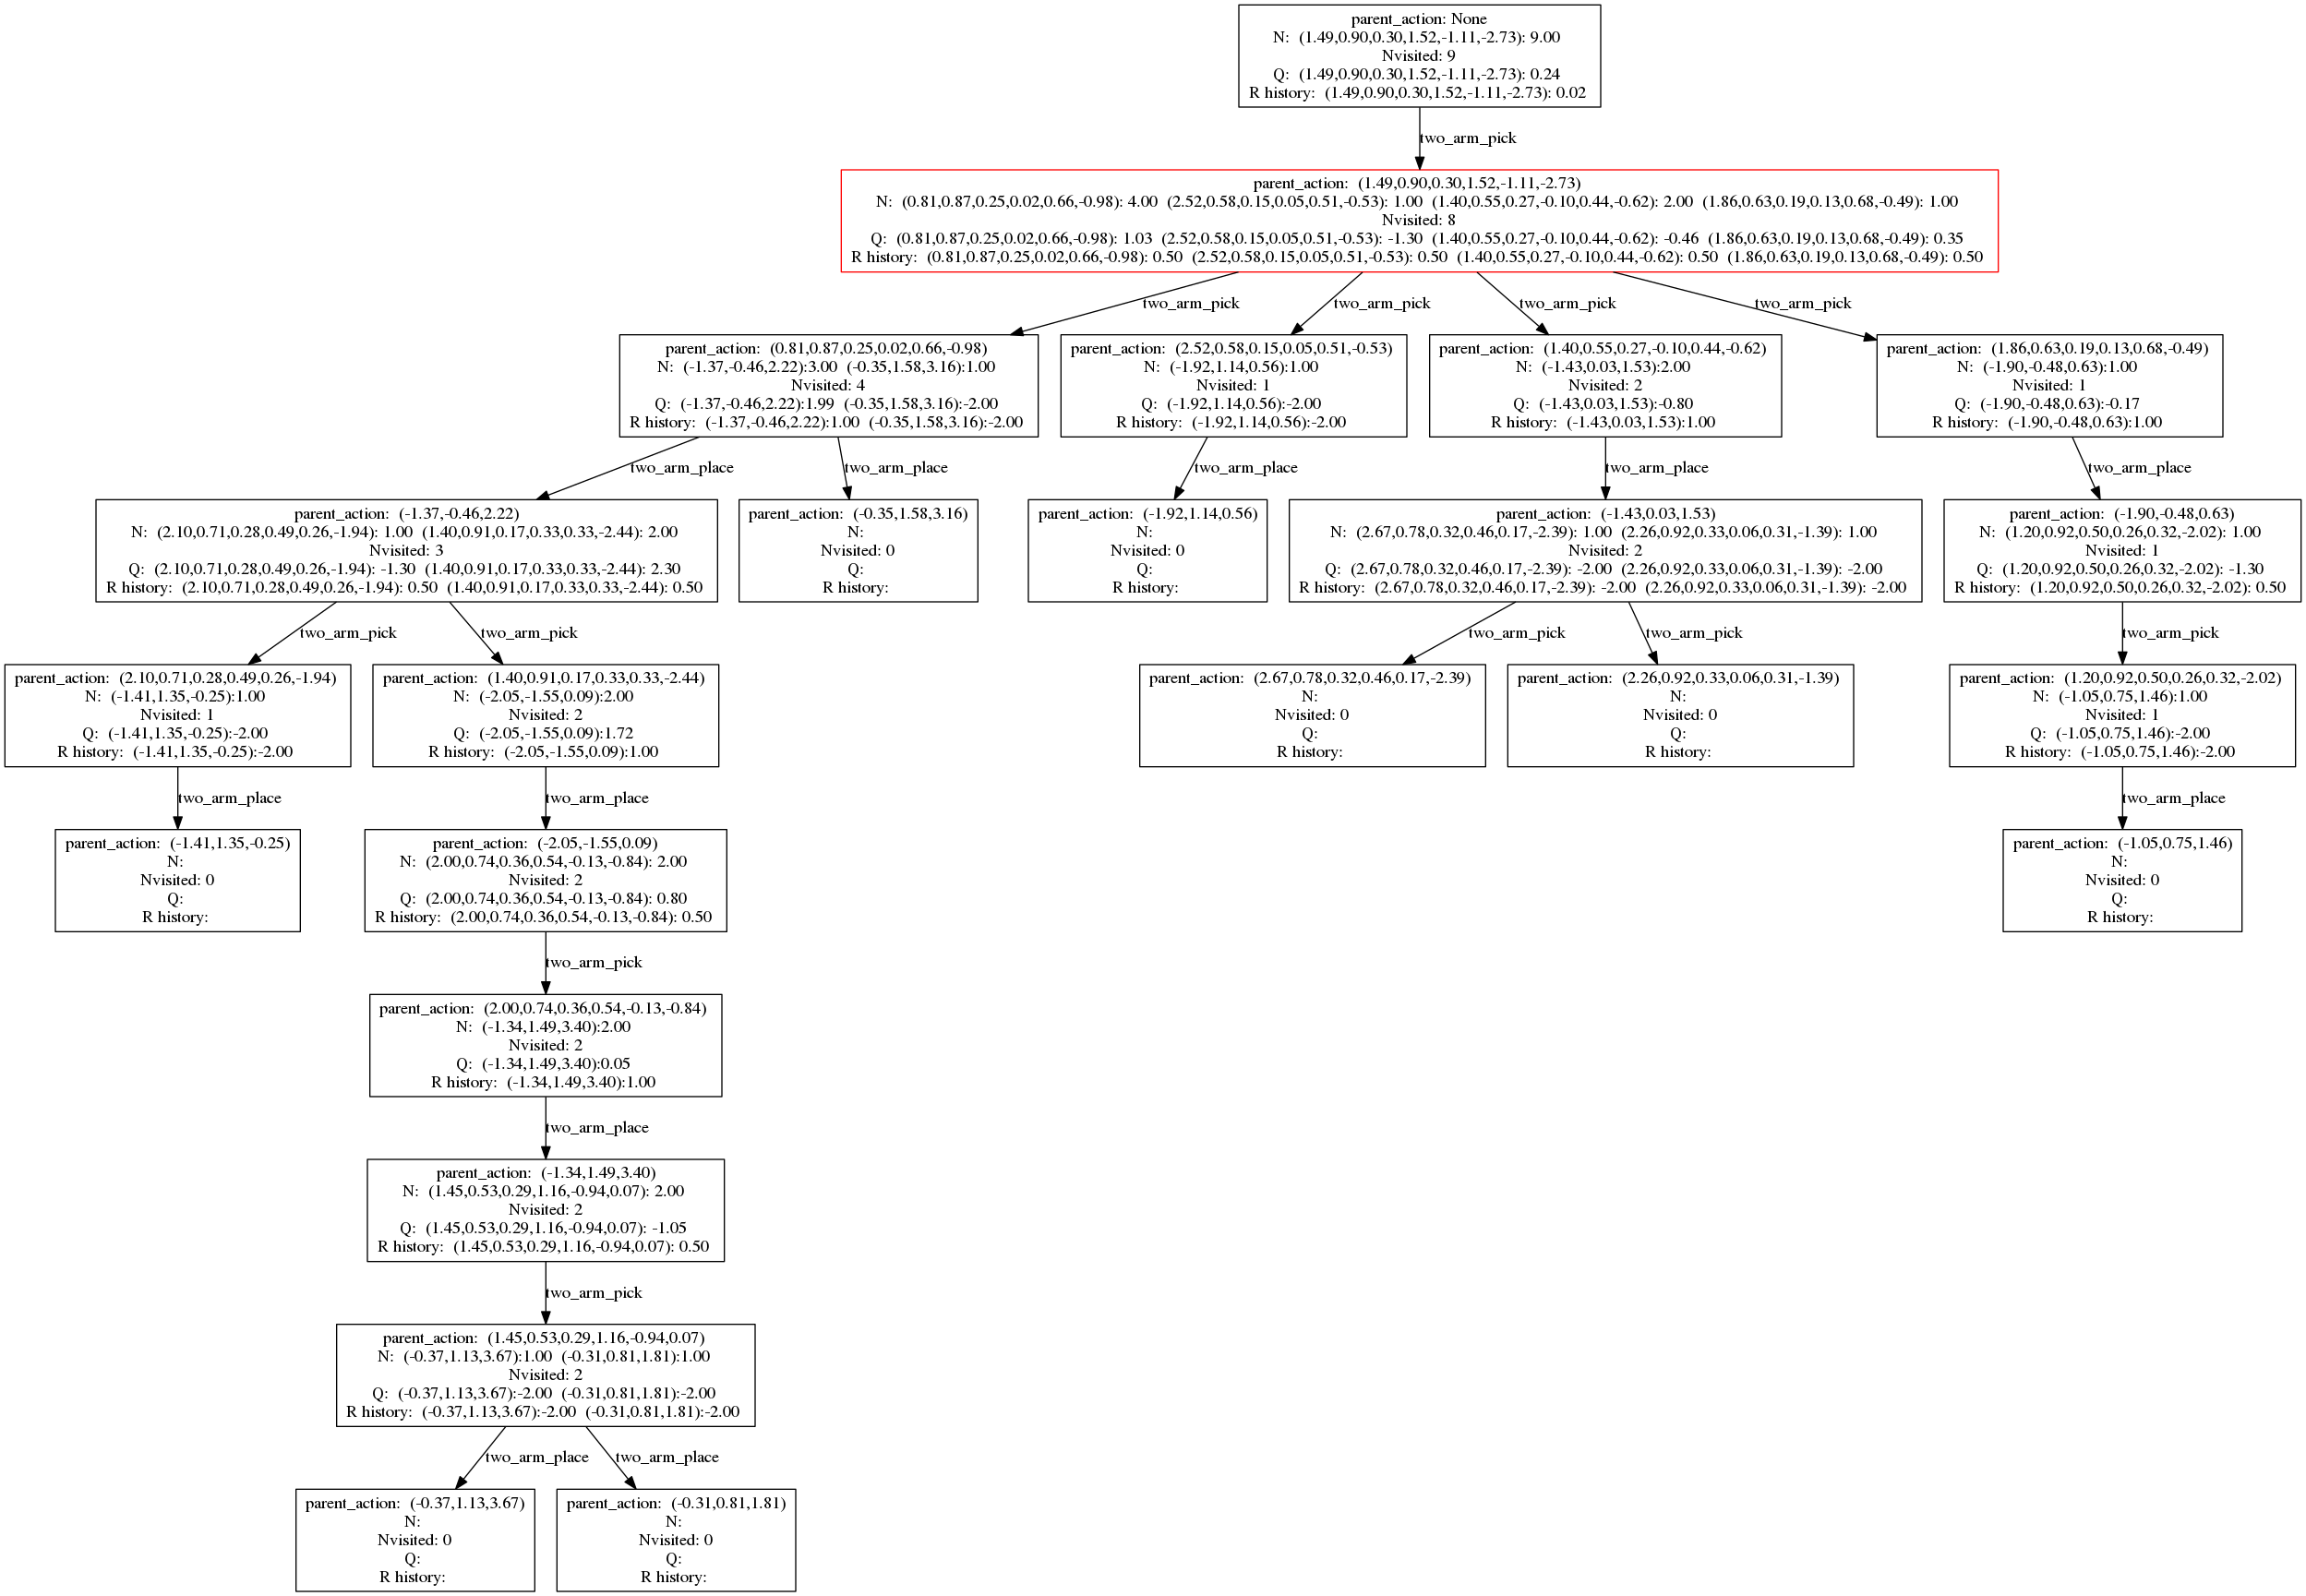 parent_action: None
N: (1.49,0.90,0.30,1.52,-1.11,-2.73): 9.00
Nvisited: 9
Q: (1.49,0.90,0.30,1.52,-1.11,-2.73): 0.24
R history: (1.49,0.90,0.30,1.52,-1.11,-2.73): 0.02
two_arm_pick
parent_action: (1.49,0.90,0.30,1.52,-1.11,-2.73)
N: (0.81,0.87,0.25,0.02,0.66,-0.98): 4.00 (2.52,0.58,0.15,0.05,0.51,-0.53): 1.00 (1.40,0.55,0.27,-0.10,0.44,-0.62): 2.00 (1.86,0.63,0.19,0.13,0.68,-0.49): 1.00
Nvisited: 8
Q: (0.81,0.87,0.25,0.02,0.66,-0.98): 1.03 (2.52,0.58,0.15,0.05,0.51,-0.53): -1.30 (1.40,0.55,0.27,-0.10,0.44,-0.62): -0.46 (1.86,0.63,0.19,0.13,0.68,-0.49): 0.35
R history: (0.81,0.87,0.25,0.02,0.66,-0.98): 0.50 (2.52,0.58,0.15,0.05,0.51,-0.53): 0.50 (1.40,0.55,0.27,-0.10,0.44,-0.62): 0.50 (1.86,0.63,0.19,0.13,0.68,-0.49): 0.50
two_arm_pick
two_arm_pick
two_arm_pick
two_arm_pick
parent_action: (0.81,0.87,0.25,0.02,0.66,-0.98)
N: (-1.37,-0.46,2.22):3.00 (-0.35,1.58,3.16):1.00
Nvisited: 4
Q: (-1.37,-0.46,2.22):1.99 (-0.35,1.58,3.16):-2.00
R history: (-1.37,-0.46,2.22):1.00 (-0.35,1.58,3.16):-2.00
parent_action: (2.52,0.58,0.15,0.05,0.51,-0.53)
N: (-1.92,1.14,0.56):1.00
Nvisited: 1
Q: (-1.92,1.14,0.56):-2.00
R history: (-1.92,1.14,0.56):-2.00
parent_action: (1.40,0.55,0.27,-0.10,0.44,-0.62)
N: (-1.43,0.03,1.53):2.00
Nvisited: 2
Q: (-1.43,0.03,1.53):-0.80
R history: (-1.43,0.03,1.53):1.00
parent_action: (1.86,0.63,0.19,0.13,0.68,-0.49)
N: (-1.90,-0.48,0.63):1.00
Nvisited: 1
Q: (-1.90,-0.48,0.63):-0.17
R history: (-1.90,-0.48,0.63):1.00
two_arm_place
two_arm_place
two_arm_place
two_arm_place
two_arm_place
parent_action: (-1.37,-0.46,2.22)
N: (2.10,0.71,0.28,0.49,0.26,-1.94): 1.00 (1.40,0.91,0.17,0.33,0.33,-2.44): 2.00
Nvisited: 3
Q: (2.10,0.71,0.28,0.49,0.26,-1.94): -1.30 (1.40,0.91,0.17,0.33,0.33,-2.44): 2.30
R history: (2.10,0.71,0.28,0.49,0.26,-1.94): 0.50 (1.40,0.91,0.17,0.33,0.33,-2.44): 0.50
parent_action: (-0.35,1.58,3.16)
N:
Nvisited: 0
Q:
R history:
parent_action: (-1.92,1.14,0.56)
N:
Nvisited: 0
Q:
R history:
parent_action: (-1.43,0.03,1.53)
N: (2.67,0.78,0.32,0.46,0.17,-2.39): 1.00 (2.26,0.92,0.33,0.06,0.31,-1.39): 1.00
Nvisited: 2
Q: (2.67,0.78,0.32,0.46,0.17,-2.39): -2.00 (2.26,0.92,0.33,0.06,0.31,-1.39): -2.00
R history: (2.67,0.78,0.32,0.46,0.17,-2.39): -2.00 (2.26,0.92,0.33,0.06,0.31,-1.39): -2.00
parent_action: (-1.90,-0.48,0.63)
N: (1.20,0.92,0.50,0.26,0.32,-2.02): 1.00
Nvisited: 1
Q: (1.20,0.92,0.50,0.26,0.32,-2.02): -1.30
R history: (1.20,0.92,0.50,0.26,0.32,-2.02): 0.50
two_arm_pick
two_arm_pick
two_arm_pick
two_arm_pick
two_arm_pick
parent_action: (2.10,0.71,0.28,0.49,0.26,-1.94)
N: (-1.41,1.35,-0.25):1.00
Nvisited: 1
Q: (-1.41,1.35,-0.25):-2.00
R history: (-1.41,1.35,-0.25):-2.00
parent_action: (1.40,0.91,0.17,0.33,0.33,-2.44)
N: (-2.05,-1.55,0.09):2.00
Nvisited: 2
Q: (-2.05,-1.55,0.09):1.72
R history: (-2.05,-1.55,0.09):1.00
parent_action: (2.67,0.78,0.32,0.46,0.17,-2.39)
N:
Nvisited: 0
Q:
R history:
parent_action: (2.26,0.92,0.33,0.06,0.31,-1.39)
N:
Nvisited: 0
Q:
R history:
parent_action: (1.20,0.92,0.50,0.26,0.32,-2.02)
N: (-1.05,0.75,1.46):1.00
Nvisited: 1
Q: (-1.05,0.75,1.46):-2.00
R history: (-1.05,0.75,1.46):-2.00
two_arm_place
two_arm_place
two_arm_place
parent_action: (-1.41,1.35,-0.25)
N:
Nvisited: 0
Q:
R history:
parent_action: (-2.05,-1.55,0.09)
N: (2.00,0.74,0.36,0.54,-0.13,-0.84): 2.00
Nvisited: 2
Q: (2.00,0.74,0.36,0.54,-0.13,-0.84): 0.80
R history: (2.00,0.74,0.36,0.54,-0.13,-0.84): 0.50
parent_action: (-1.05,0.75,1.46)
N:
Nvisited: 0
Q:
R history:
two_arm_pick
parent_action: (2.00,0.74,0.36,0.54,-0.13,-0.84)
N: (-1.34,1.49,3.40):2.00
Nvisited: 2
Q: (-1.34,1.49,3.40):0.05
R history: (-1.34,1.49,3.40):1.00
two_arm_place
parent_action: (-1.34,1.49,3.40)
N: (1.45,0.53,0.29,1.16,-0.94,0.07): 2.00
Nvisited: 2
Q: (1.45,0.53,0.29,1.16,-0.94,0.07): -1.05
R history: (1.45,0.53,0.29,1.16,-0.94,0.07): 0.50
two_arm_pick
parent_action: (1.45,0.53,0.29,1.16,-0.94,0.07)
N: (-0.37,1.13,3.67):1.00 (-0.31,0.81,1.81):1.00
Nvisited: 2
Q: (-0.37,1.13,3.67):-2.00 (-0.31,0.81,1.81):-2.00
R history: (-0.37,1.13,3.67):-2.00 (-0.31,0.81,1.81):-2.00
two_arm_place
two_arm_place
parent_action: (-0.37,1.13,3.67)
N:
Nvisited: 0
Q:
R history:
parent_action: (-0.31,0.81,1.81)
N:
Nvisited: 0
Q:
R history: